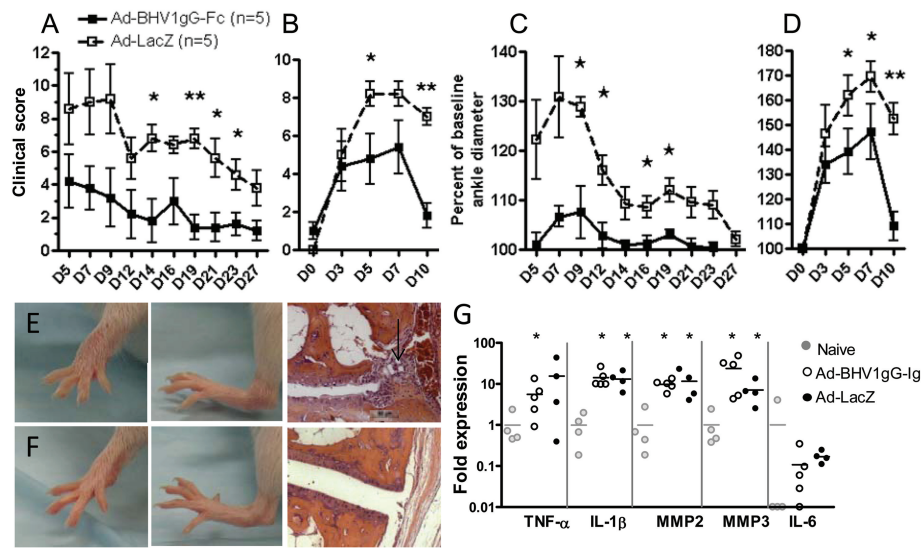 A
Ad-BHV1gG-Fc (n=5)
Ad-LacZ (n=5)
Clinical score
12
10
8
6
4
2
0
* ** * *
D5 D7 D9 D12 D14 D16 D19 D21 D23 D27
B
10
8
6
4
2
0
* **
D0 D3 D5 D7 D10
C
Percent of baseline
ankle diameter
140
130
120
110
100
* * * *
D5 D7 D9 D12 D14 D16 D19 D21 D23 D27
D
180
170
160
150
140
130
120
110
100
* * **
D0 D3 D5 D7 D10
E
F
G
Fold expression
100
10
1
0.1
0.01
* * * * * * *
TNF-α IL-1β MMP2 MMP3 IL-6
Naive
Ad-BHV1gG-Ig
Ad-LacZ